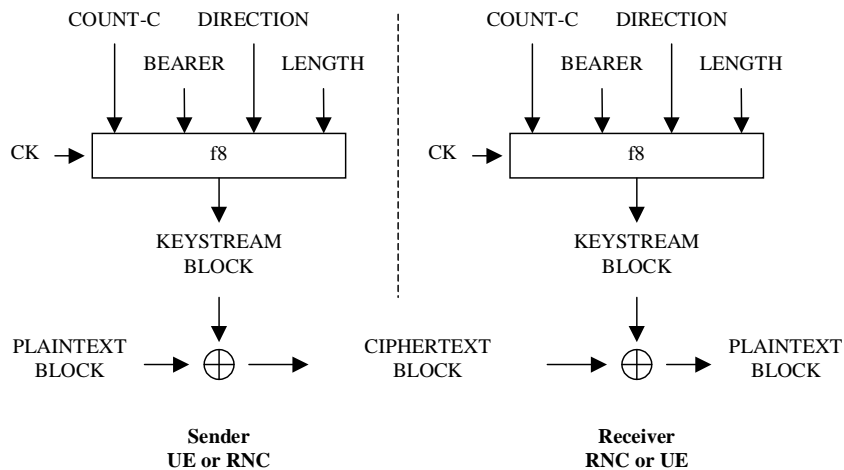 COUNT-C DIRECTION COUNT-C DIRECTION
BEARER LENGTH BEARER LENGTH
CK f8 CK f8
KEYSTREAM KEYSTREAM
BLOCK BLOCK
PLAINTEXT CIPHERTEXT PLAINTEXT
BLOCK BLOCK BLOCK
Sender Receiver
UE or RNC RNC or UE